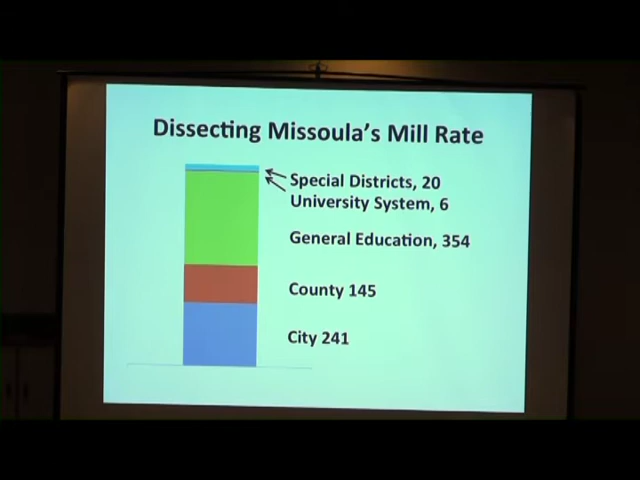 Dissecting Missoula's Mill Rate
Special Districts, 20
University System, 6
General Education, 354
County 145
City 241